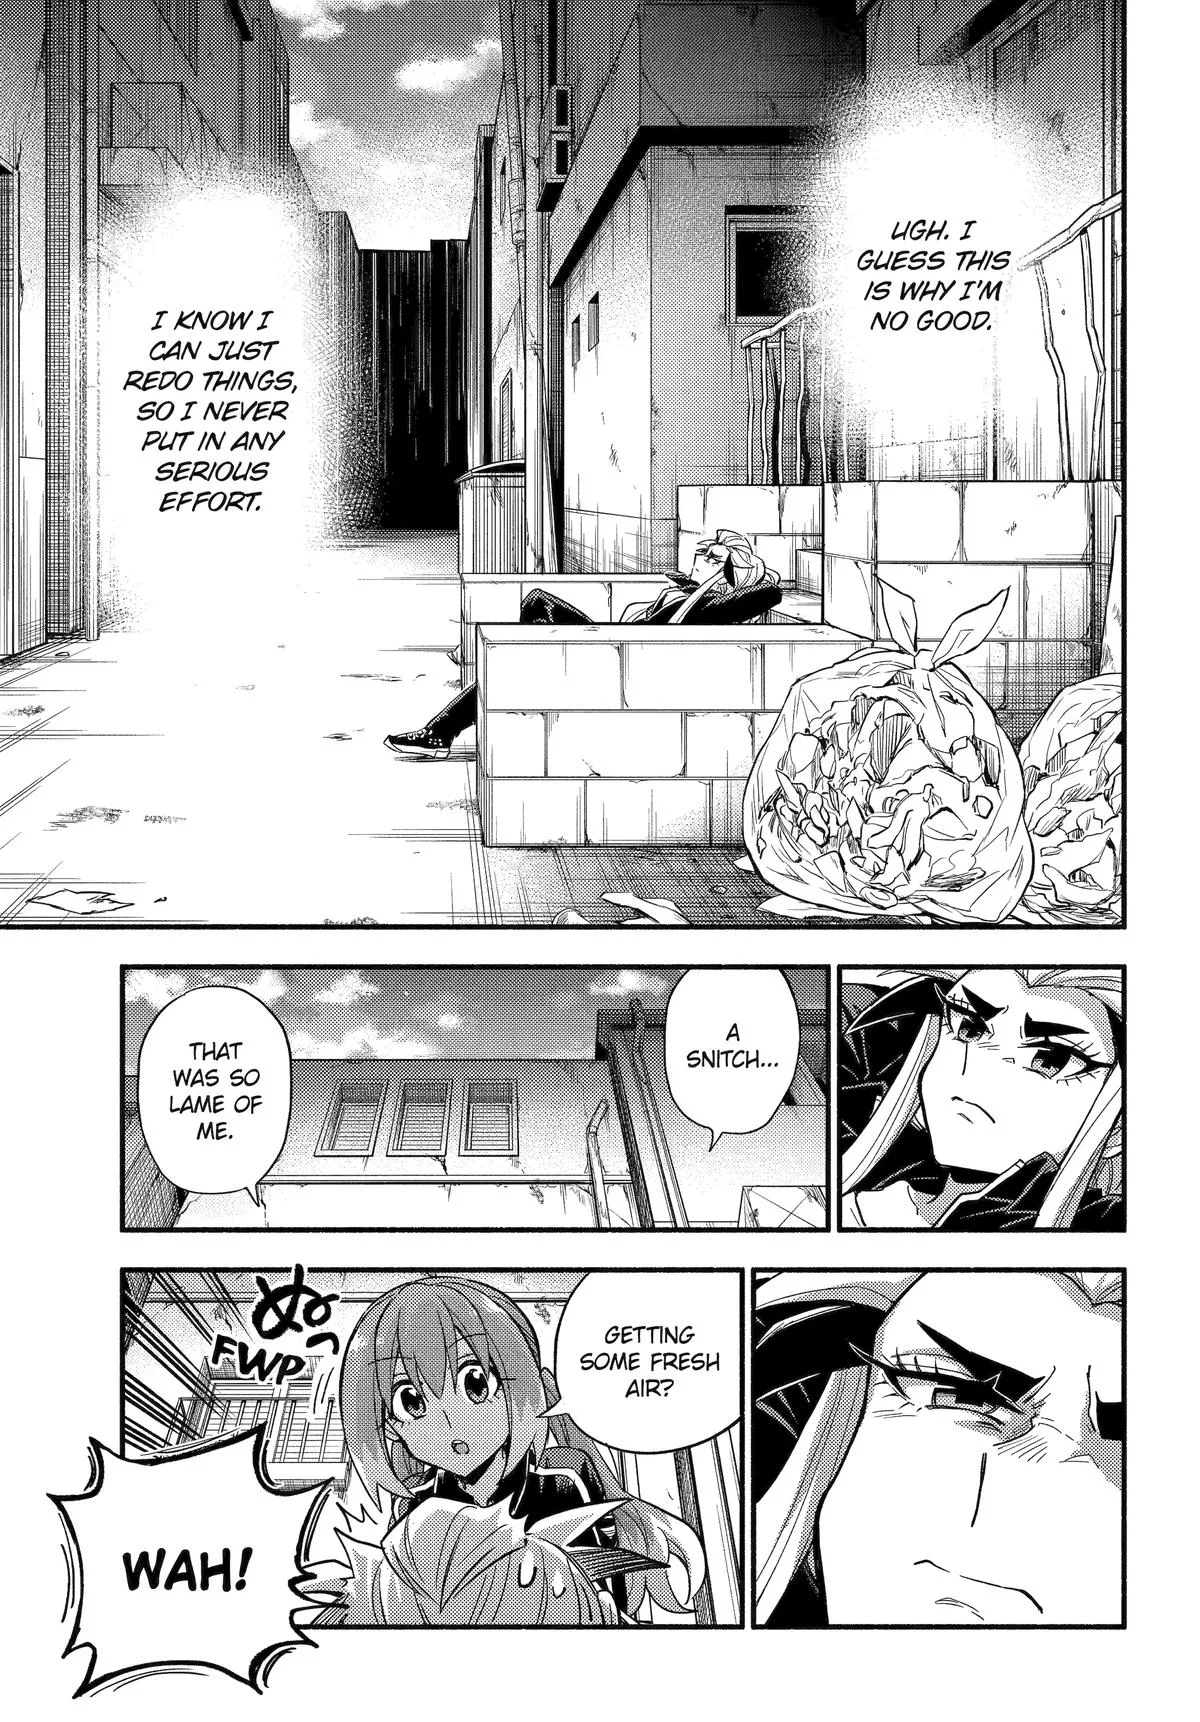 UGH. I
GUESS THIS
IS WHY I'M
NO GOOD.
I KNOW I
CAN JUST
REDO THINGS,
SO I NEVER
PUT IN ANY
SERIOUS
EFFORT.
A
SNITCH...
THAT
WAS SO
LAME OF
ME.
GETTING
SOME FRESH
AIR?
ぬっ
FWP
WAH!